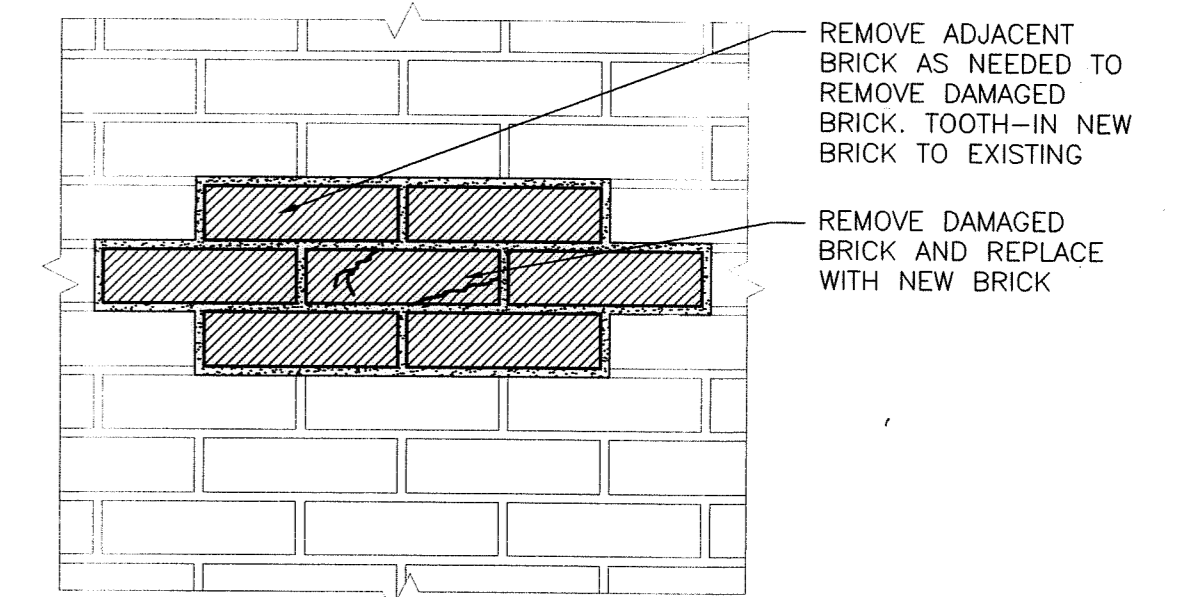 REMOVE ADJACENT
BRICK AS NEEDED TO
REMOVE DAMAGED
BRICK. TOOTH-IN NEW
BRICK TO EXISTING
REMOVE DAMAGED
BRICK AND REPLACE
WITH NEW BRICK